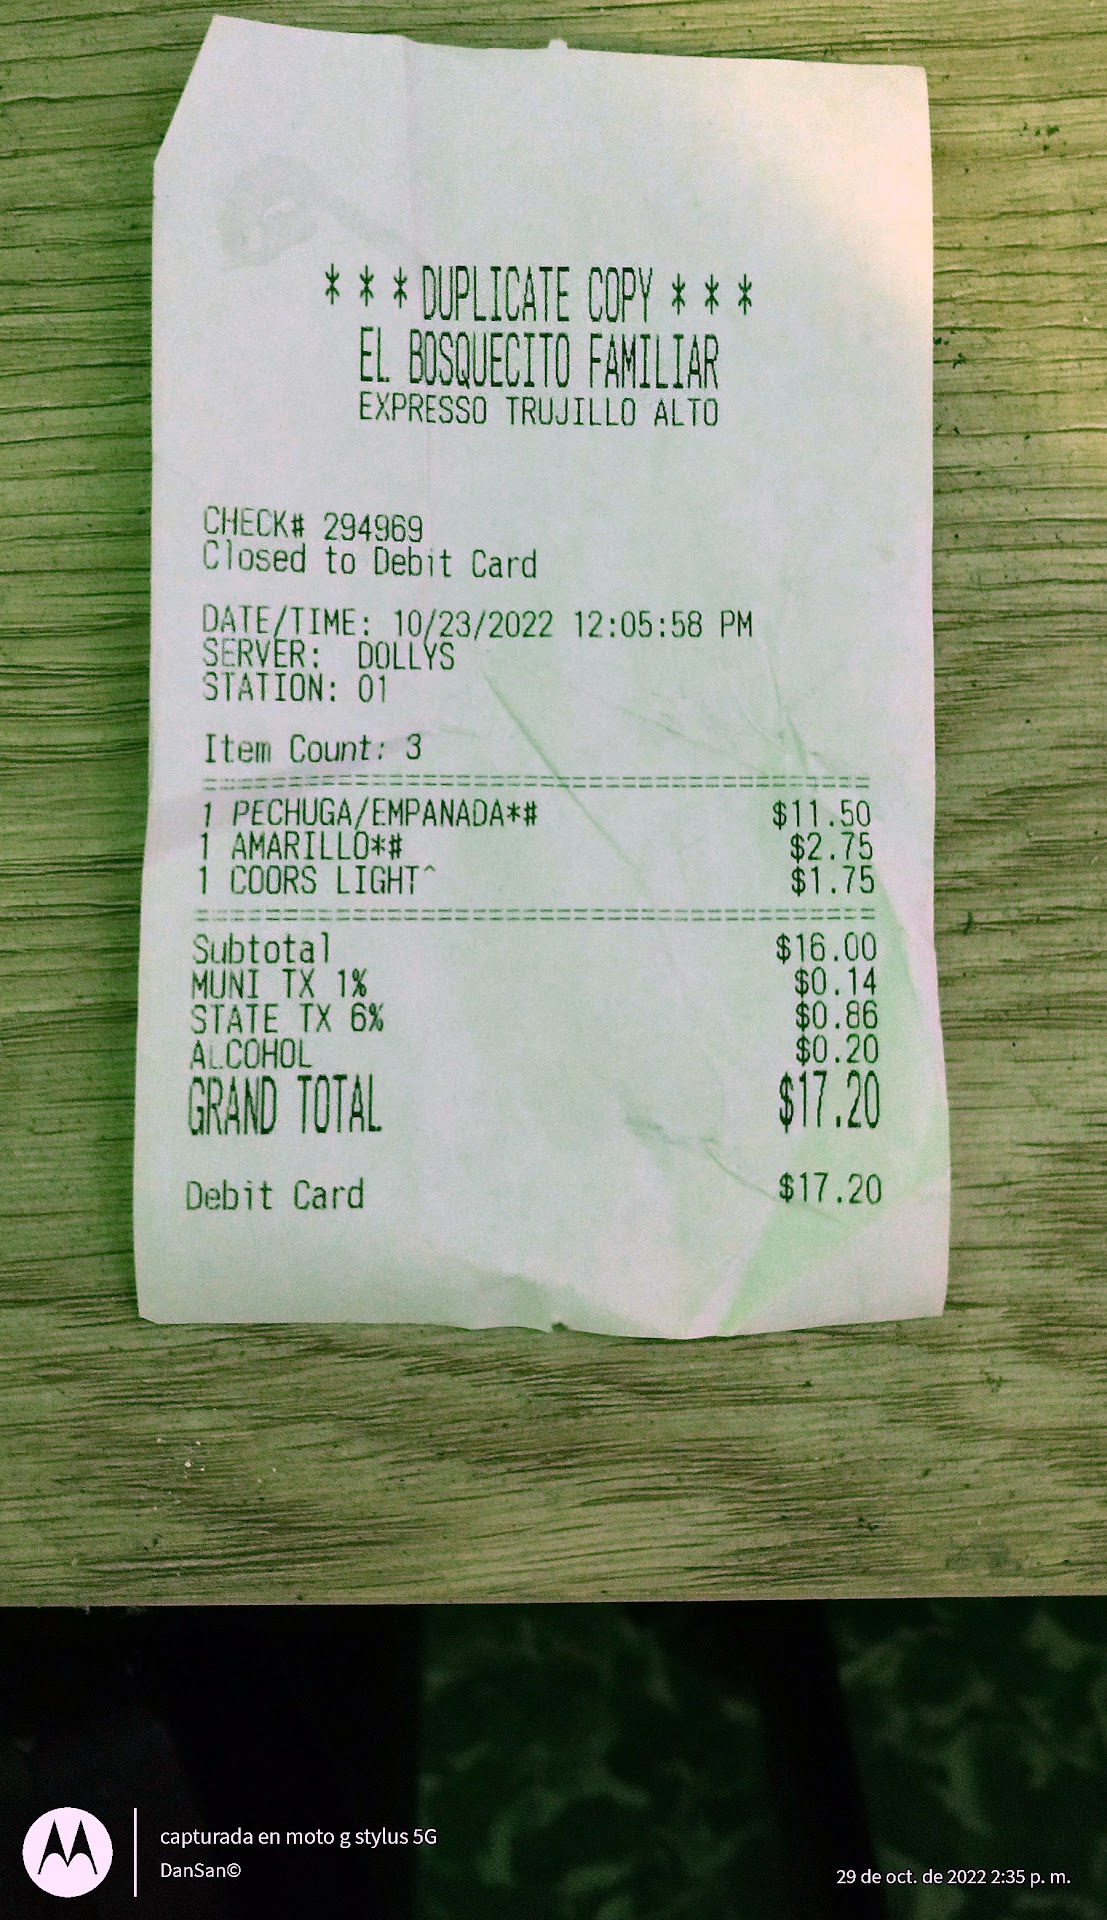 * * * DUPLICATE COPY * * *
EL BOSQUECITO FAMILIAR
EXPRESSO TRUJILLO ALTO
CHECK# 294969
Closed to Debit Card
DATE/TIME: 10/23/2022 12:05:58 PM
SERVER: DOLLYS
STATION: 01
Item Count: 3
1 PECHUGA/EMPANADA*# $11.50
1 AMARILLO*# $2.75
1 COORS LIGHT^ $1.75
Subtotal $16.00
MUNI TX 1% $0.14
STATE TX 6% $0.86
ALCOHOL $0.20
GRAND TOTAL $17.20
Debit Card $17.20
capturada en moto g stylus 5G
DanSan©
29 de oct. de 2022 2:35 p. m.